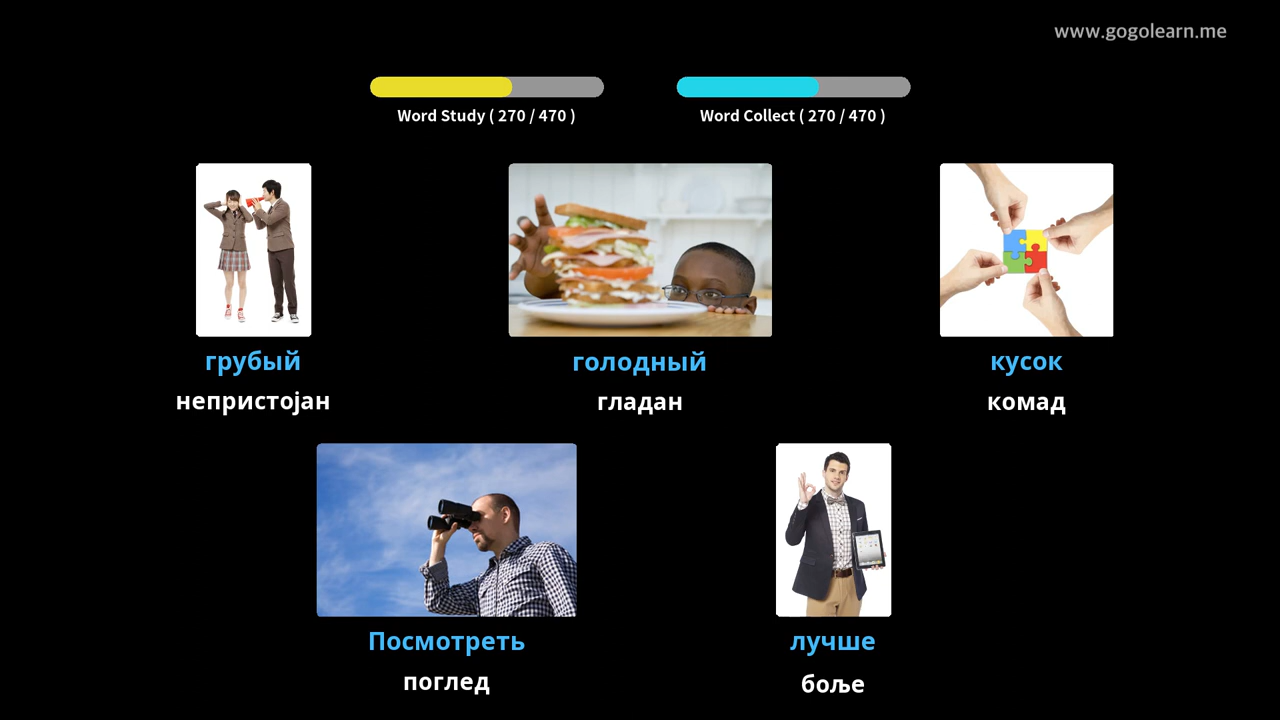 www.gogolearn.me
Word Study ( 270 / 470 )
Word Collect ( 270 / 470 )
грубый
голодный
кусок
непристојан
гладан
комад
Посмотреть
лучше
поглед
боље